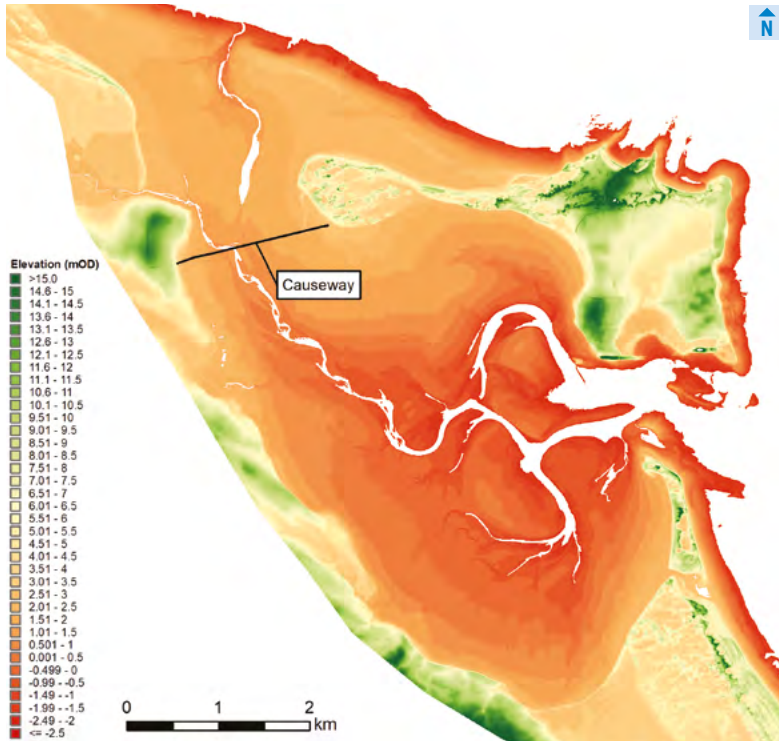 N
Causeway
Elevation (mOD)
>15.0
14.6 - 15
14.1 - 14.5
13.6 - 14
13.1 - 13.5
12.6 - 13
12.1 - 12.5
11.6 - 12
11.1 - 11.5
10.6 - 11
10.1 - 10.5
9.51 - 10
9.01 - 9.5
8.51 - 9
8.01 - 8.5
7.51 - 8
7.01 - 7.5
6.51 - 7
6.01 - 6.5
5.51 - 6
5.01 - 5.5
4.51 - 5
4.01 - 4.5
3.51 - 4
3.01 - 3.5
2.51 - 3
2.01 - 2.5
1.51 - 2
1.01 - 1.5
0.501 - 1
0.001 - 0.5
-0.499 - 0
-0.99 - -0.5
-1.49 - -1
-1.99 - -1.5
-2.49 - -2
<= -2.5
0 1 2
km